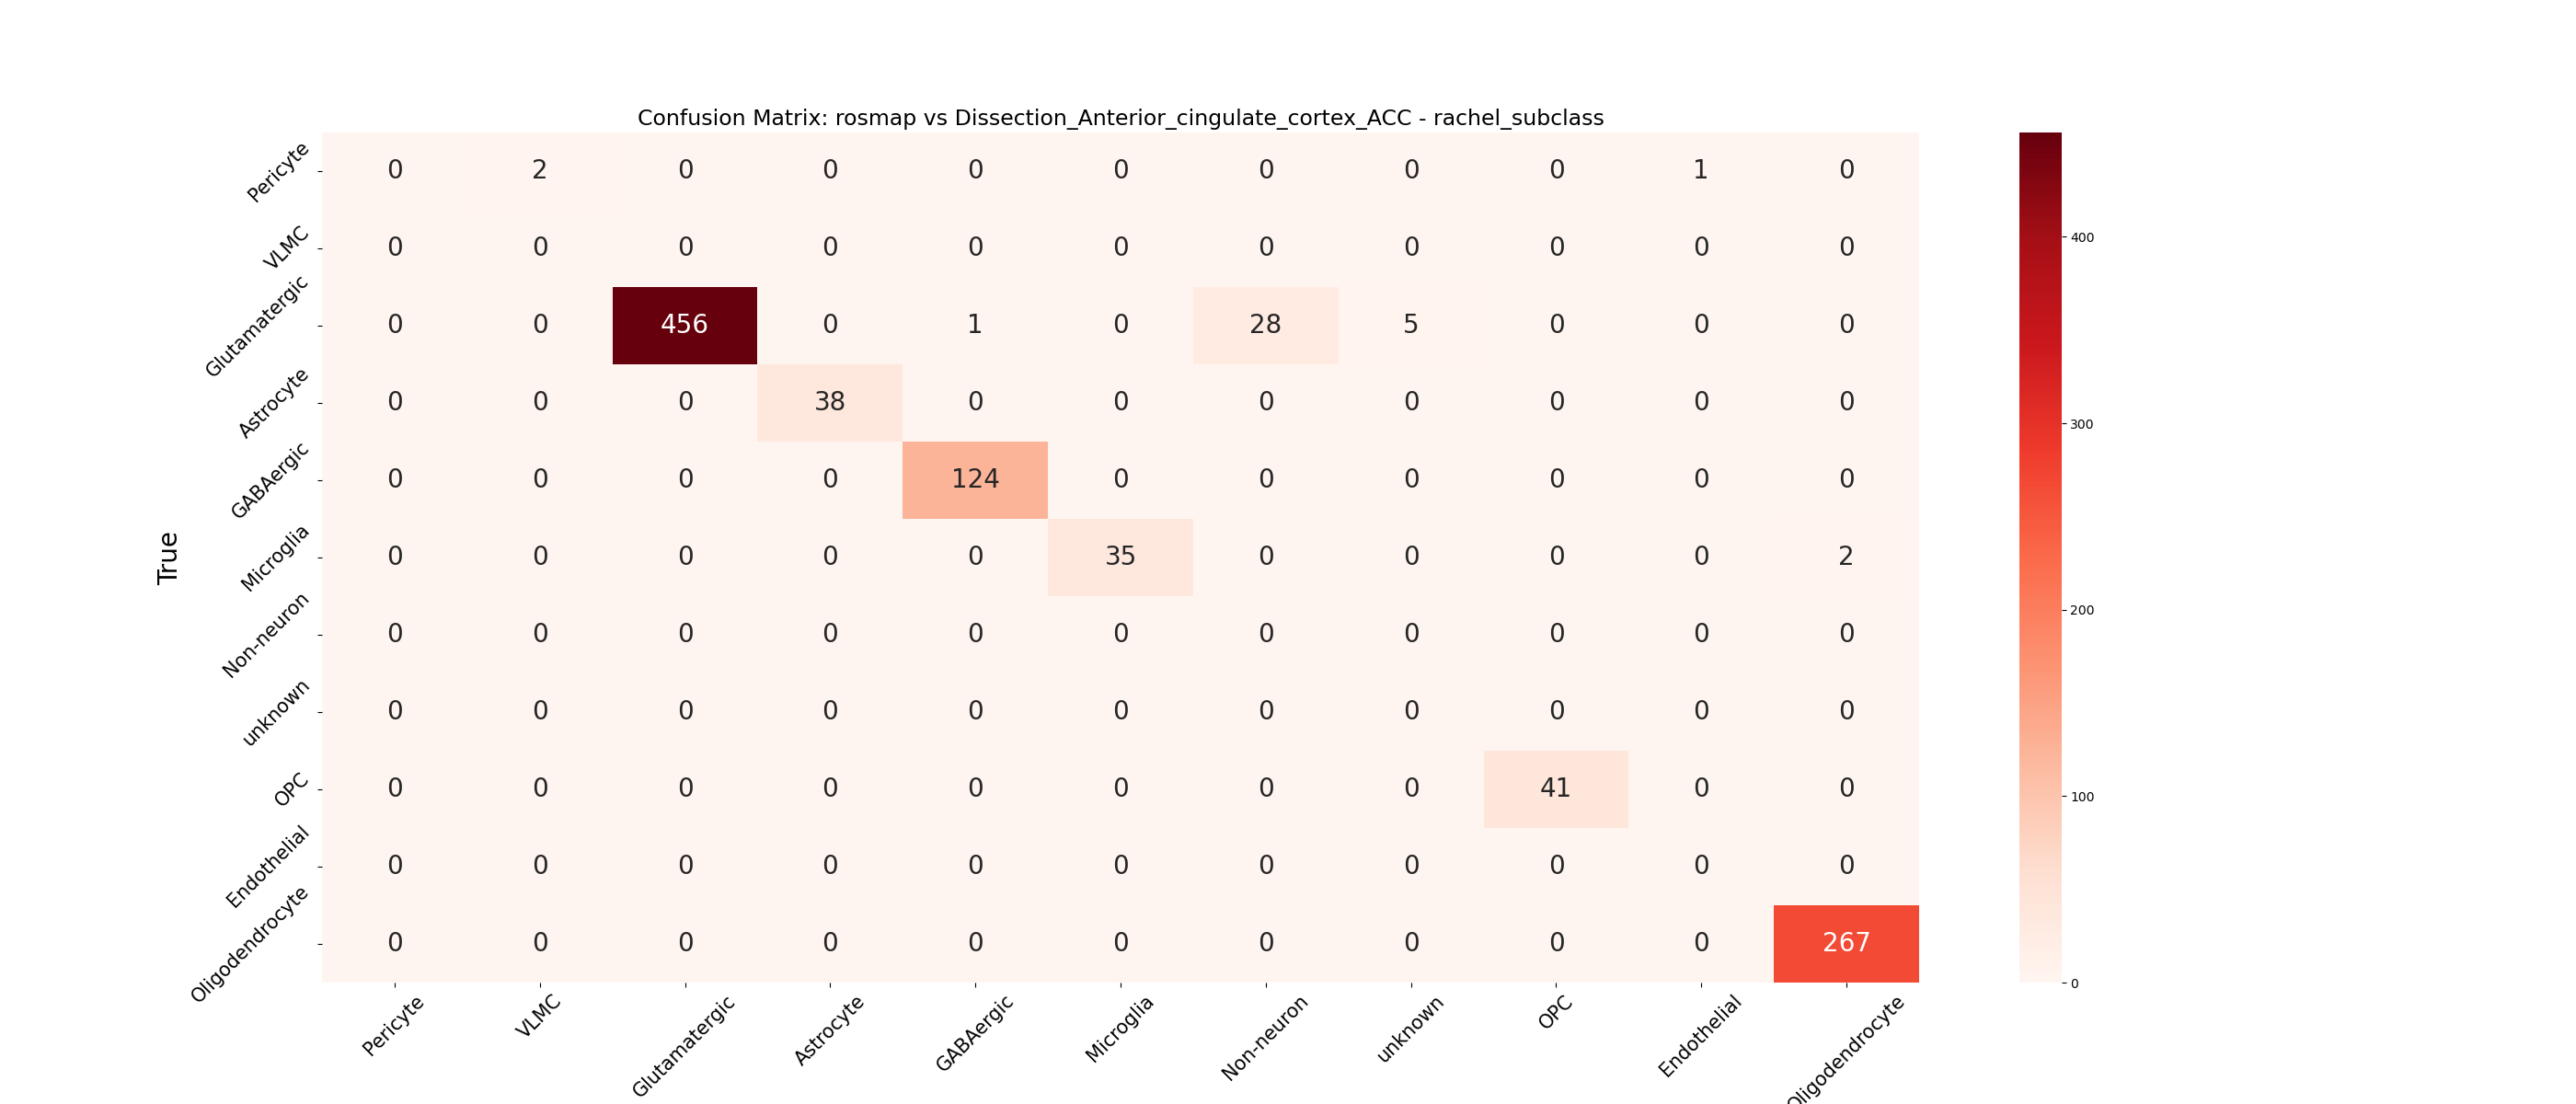 Confusion Matrix: rosmap vs Dissection_Anterior_cingulate_cortex_ACC - rachel_subclass
True
Pericyte 0 2 0 0 0 0 0 0 0 1 0
VLMC 0 0 0 0 0 0 0 0 0 0 0
Glutamatergic 0 0 456 0 1 0 28 5 0 0 0
Astrocyte 0 0 0 38 0 0 0 0 0 0 0
GABAergic 0 0 0 0 124 0 0 0 0 0 0
Microglia 0 0 0 0 0 35 0 0 0 0 2
Non-neuron 0 0 0 0 0 0 0 0 0 0 0
unknown 0 0 0 0 0 0 0 0 0 0 0
OPC 0 0 0 0 0 0 0 0 41 0 0
Endothelial 0 0 0 0 0 0 0 0 0 0 0
Oligodendrocyte 0 0 0 0 0 0 0 0 0 0 267
Pericyte VLMC Glutamatergic Astrocyte GABAergic Microglia Non-neuron unknown OPC Endothelial Oligodendrocyte
400
300
200
100
0